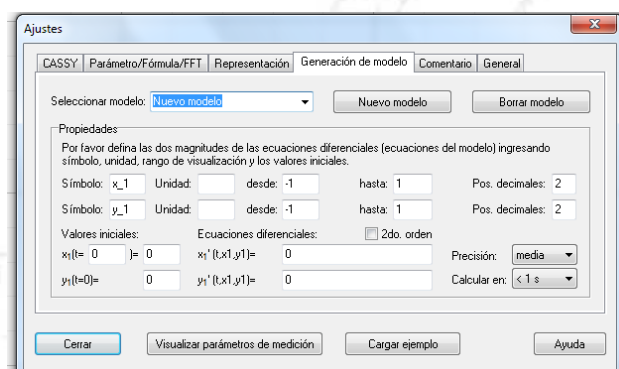 Ajustes
CASSY Parámetro/Fórmula/FFT Representación Generación de modelo Comentario General
Seleccionar modelo: Nuevo modelo Nuevo modelo Borrar modelo
Propiedades
Por favor defina las dos magnitudes de las ecuaciones diferenciales (ecuaciones del modelo) ingresando
símbolo, unidad, rango de visualización y los valores iniciales.
Símbolo: x_1 Unidad: desde: -1 hasta: 1 Pos. decimales: 2
Símbolo: y_1 Unidad: desde: -1 hasta: 1 Pos. decimales: 2
Valores iniciales: Ecuaciones diferenciales: 2do. orden
x₁(t= 0 )= 0 x₁' (t,x1,y1)= 0 Precisión: media
y₁(t=0)= 0 y₁' (t,x1,y1)= 0 Calcular en: < 1 s
Cerrar Visualizar parámetros de medición Cargar ejemplo Ayuda